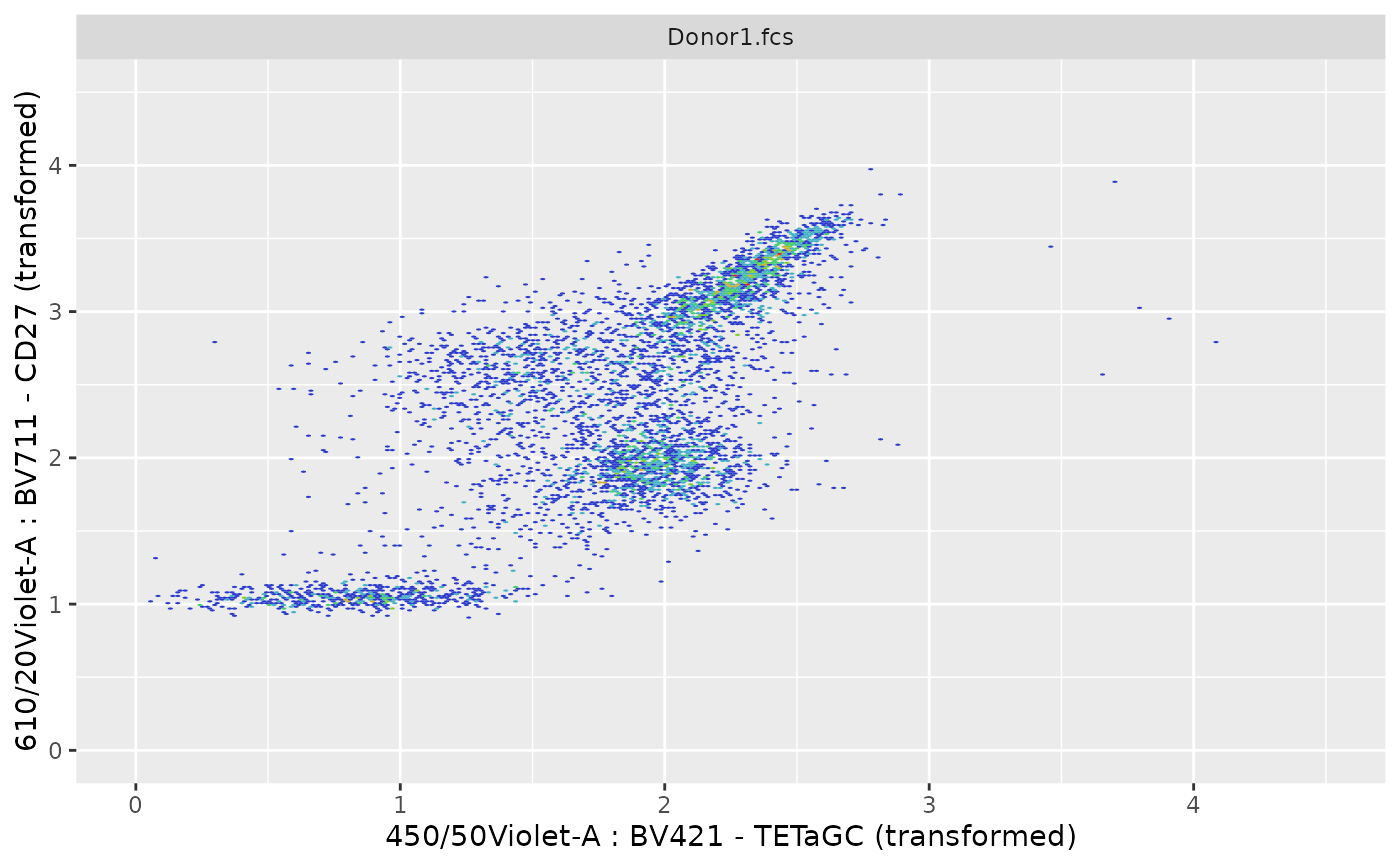 Donor1.fcs
610/20Violet-A : BV711 - CD27 (transformed)
4
3
2
1
0
0 1 2 3 4
450/50Violet-A : BV421 - TETaGC (transformed)